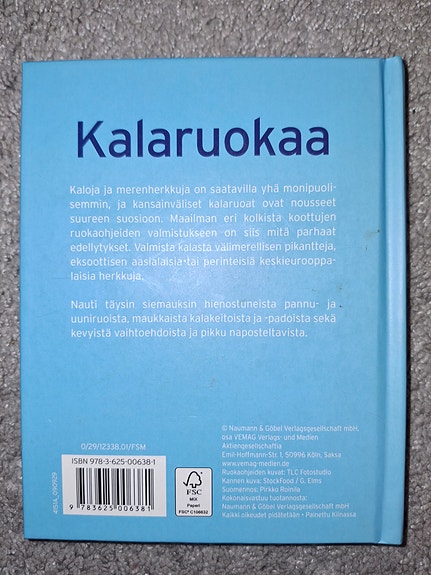 Kalaruokaa
Kaloja ja merenherkkuja on saatavilla yhä monipuoli-
semmin, ja kansainväliset kalaruoat ovat nousseet
suureen suosioon. Maailman eri kolkista koottujen
ruokaohjeiden valmistukseen on siis mitä parhaat
edellytykset. Valmista kalasta välimerellisen pikantteja,
eksoottisen aasialaisia tai perinteisiä keskieurooppa-
laisia herkkuja.
Nauti täysin siemauksin hienostuneista pannu- ja
uuniruoista, maukkaista kalakeitoista ja -padoista sekä
kevyistä vaihtoehdoista ja pikku naposteltavista.
0/29/12338.01/FSM
ISBN 978-3-625-00638-1
9 783625 006381
FSC
MIX
Paper
FSC® C108832
© Naumann & Göbel Verlagsgesellschaft mbH,
osa VEMAG Verlags- und Medien
Aktiengesellschaftia
Emil-Hoffmann-Str. 1, 50996 Köln, Saksa
www.vemag-medien.de
Ruokaohjeiden kuvat: TLC Fotostudio
Kannen kuva: StockFood / G. Elms
Suomennos: Pirkko Roinila
Kokonaisvastuu tuotannosta:
Naumann & Göbel Verlagsgesellschaft mbH
Kaikki oikeudet pidätetään • Painettu Kiinassa